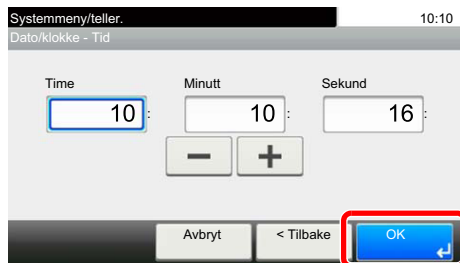 Systemmeny/teller. 10:10
Dato/klokke - Tid
Time Minutt Sekund
10 : 10 : 16 :
− +
Avbryt < Tilbake OK